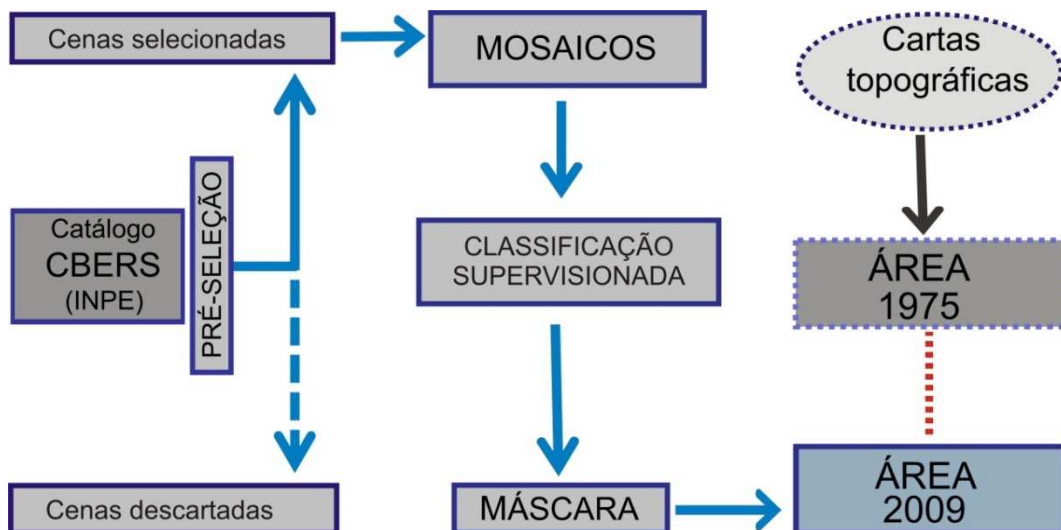 Cenas selecionadas
MOSAICOS
Cartas
topográficas
Catálogo
CBERS
(INPE)
PRÉ-SELEÇÃO
CLASSIFICAÇÃO
SUPERVISIONADA
ÁREA
1975
Cenas descartadas
MÁSCARA
ÁREA
2009